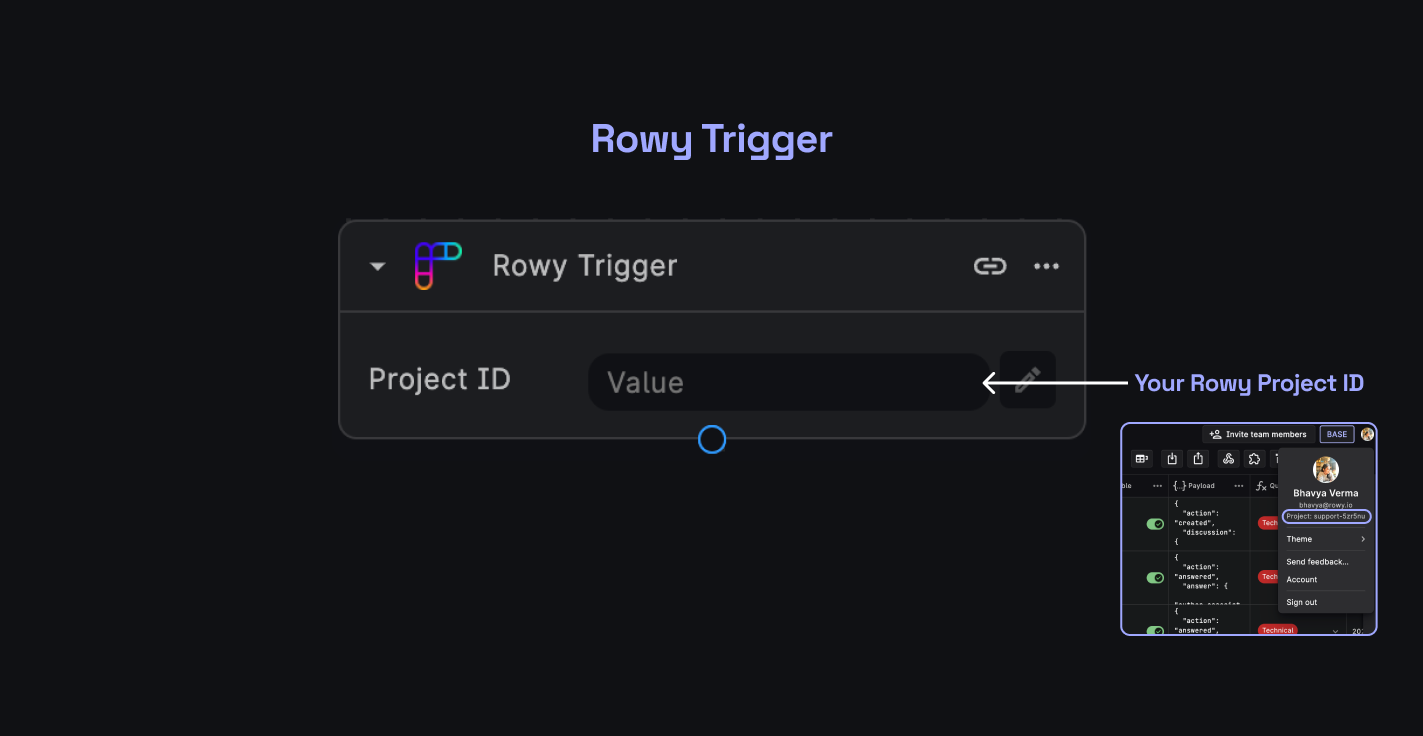 Rowy Trigger
Rowy Trigger
Project ID
Value
Your Rowy Project ID
Invite team members
BASE
Bhavya Verma
bhavya@rowy.io
Project: support-5zr5nu
Theme
Send feedback...
Account
Sign out
ble
{..} Payload
fx Qu
{
"action":
"created",
"discussion":
{
Tech
{
"action":
"answered",
"answer": {
Tech
{
"action":
"answered",
Technical
20